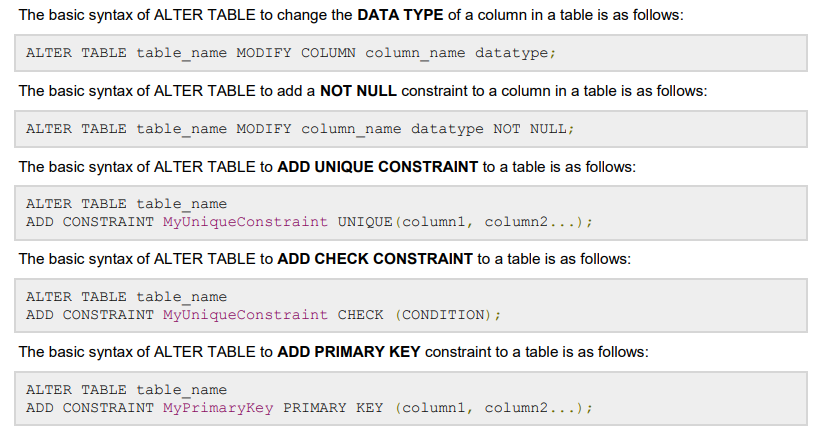 The basic syntax of ALTER TABLE to change the DATA TYPE of a column in a table is as follows:
ALTER TABLE table_name MODIFY COLUMN column_name datatype;
The basic syntax of ALTER TABLE to add a NOT NULL constraint to a column in a table is as follows:
ALTER TABLE table_name MODIFY column_name datatype NOT NULL;
The basic syntax of ALTER TABLE to ADD UNIQUE CONSTRAINT to a table is as follows:
ALTER TABLE table_name
ADD CONSTRAINT MyUniqueConstraint UNIQUE(column1, column2...);
The basic syntax of ALTER TABLE to ADD CHECK CONSTRAINT to a table is as follows:
ALTER TABLE table_name
ADD CONSTRAINT MyUniqueConstraint CHECK (CONDITION);
The basic syntax of ALTER TABLE to ADD PRIMARY KEY constraint to a table is as follows:
ALTER TABLE table_name
ADD CONSTRAINT MyPrimaryKey PRIMARY KEY (column1, column2...);